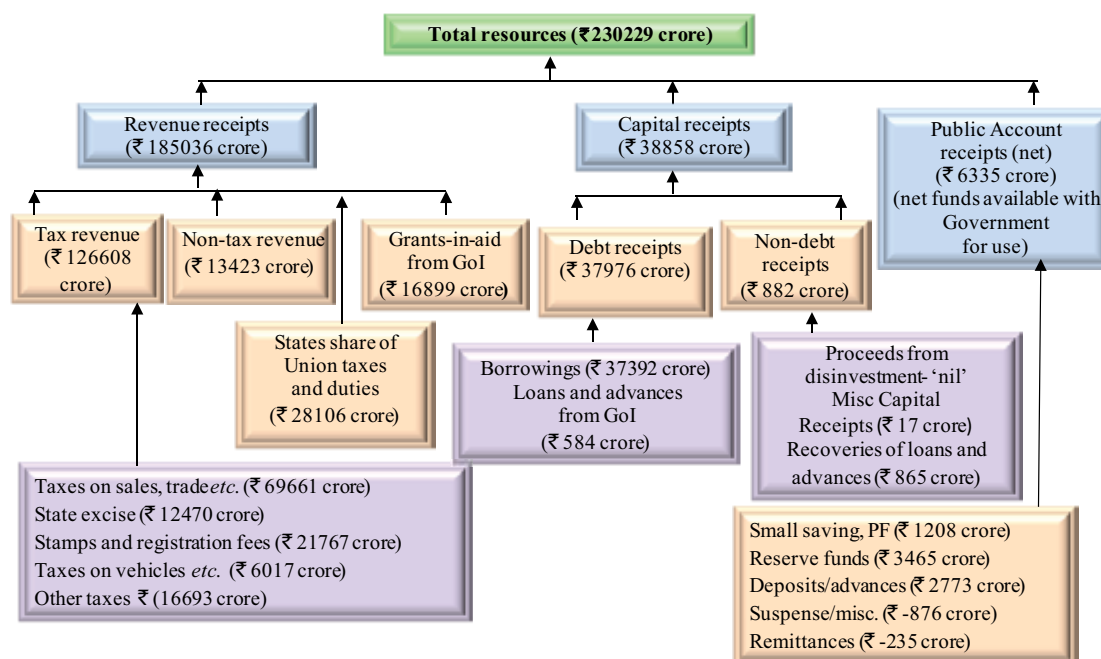 Total resources (₹230229 crore)
Revenue receipts
(₹ 185036 crore)
Capital receipts
(₹ 38858 crore)
Public Account
receipts (net)
(₹ 6335 crore)
(net funds available with
Government
for use)
Tax revenue
(₹ 126608
crore)
Non-tax revenue
(₹ 13423 crore)
Grants-in-aid
from GoI
(₹ 16899 crore)
Debt receipts
(₹ 37976 crore)
Non-debt
receipts
(₹ 882 crore)
States share of
Union taxes
and duties
(₹ 28106 crore)
Borrowings (₹ 37392 crore)
Loans and advances
from GoI
(₹ 584 crore)
Proceeds from
disinvestment- ‘nil’
Misc Capital
Receipts (₹ 17 crore)
Recoveries of loans and
advances (₹ 865 crore)
Taxes on sales, trade etc. (₹ 69661 crore)
State excise (₹ 12470 crore)
Stamps and registration fees (₹ 21767 crore)
Taxes on vehicles etc. (₹ 6017 crore)
Other taxes ₹ (16693 crore)
Small saving, PF (₹ 1208 crore)
Reserve funds (₹ 3465 crore)
Deposits/advances (₹ 2773 crore)
Suspense/misc. (₹ -876 crore)
Remittances (₹ -235 crore)